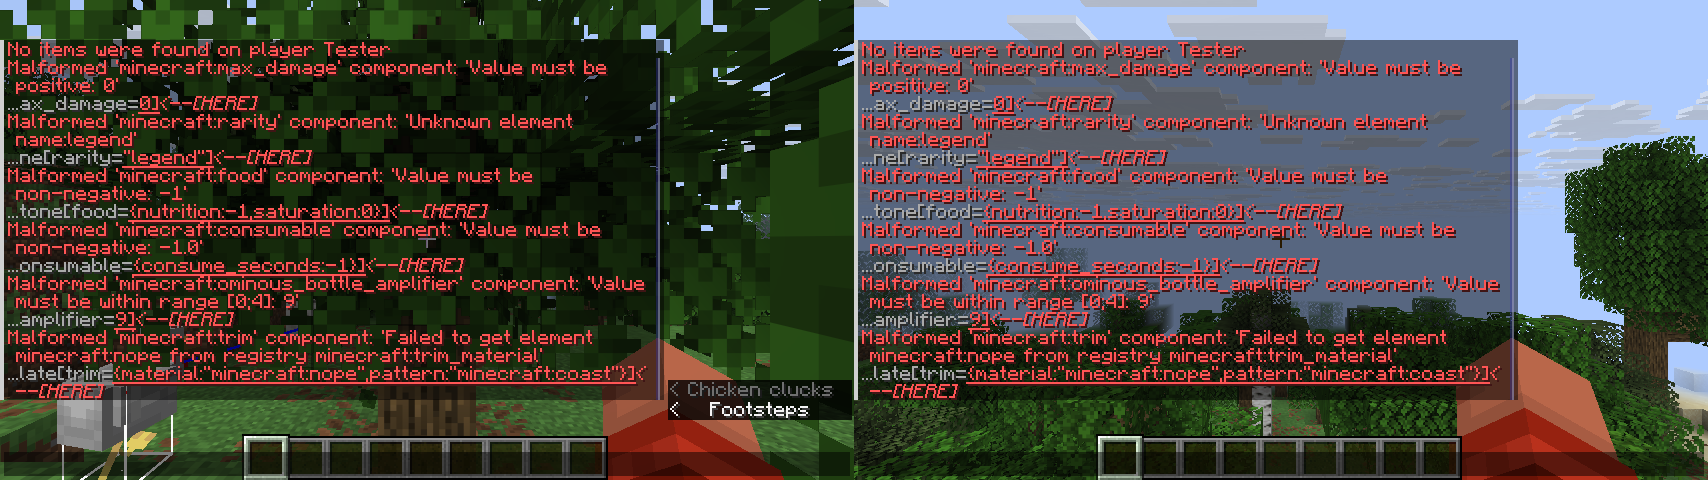 No items were found on player Tester
Malformed 'minecraft:max_damage' component: 'Value must be
positive: 0'
...ax_damage=0]<--[HERE]
Malformed 'minecraft:rarity' component: 'Unknown element
name:legend'
...ne[rarity="legend"]<--[HERE]
Malformed 'minecraft:food' component: 'Value must be
non-negative: -1'
...tone[food={nutrition:-1,saturation:0}]<--[HERE]
Malformed 'minecraft:consumable' component: 'Value must be
non-negative: -1.0'
...onsumable={consume_seconds:-1}]<--[HERE]
Malformed 'minecraft:ominous_bottle_amplifier' component: 'Value
must be within range [0;4]: 9'
...amplifier=9]<--[HERE]
Malformed 'minecraft:trim' component: 'Failed to get element
minecraft:nope from registry minecraft:trim_material'
...late[trim={material:"minecraft:nope",pattern:"minecraft:coast"}]<
--[HERE]
< Chicken clucks
< Footsteps
No items were found on player Tester
Malformed 'minecraft:max_damage' component: 'Value must be
positive: 0'
...ax_damage=0]<--[HERE]
Malformed 'minecraft:rarity' component: 'Unknown element
name:legend'
...ne[rarity="legend"]<--[HERE]
Malformed 'minecraft:food' component: 'Value must be
non-negative: -1'
...tone[food={nutrition:-1,saturation:0}]<--[HERE]
Malformed 'minecraft:consumable' component: 'Value must be
non-negative: -1.0'
...onsumable={consume_seconds:-1}]<--[HERE]
Malformed 'minecraft:ominous_bottle_amplifier' component: 'Value
must be within range [0;4]: 9'
...amplifier=9]<--[HERE]
Malformed 'minecraft:trim' component: 'Failed to get element
minecraft:nope from registry minecraft:trim_material'
...late[trim={material:"minecraft:nope",pattern:"minecraft:coast"}]<
--[HERE]